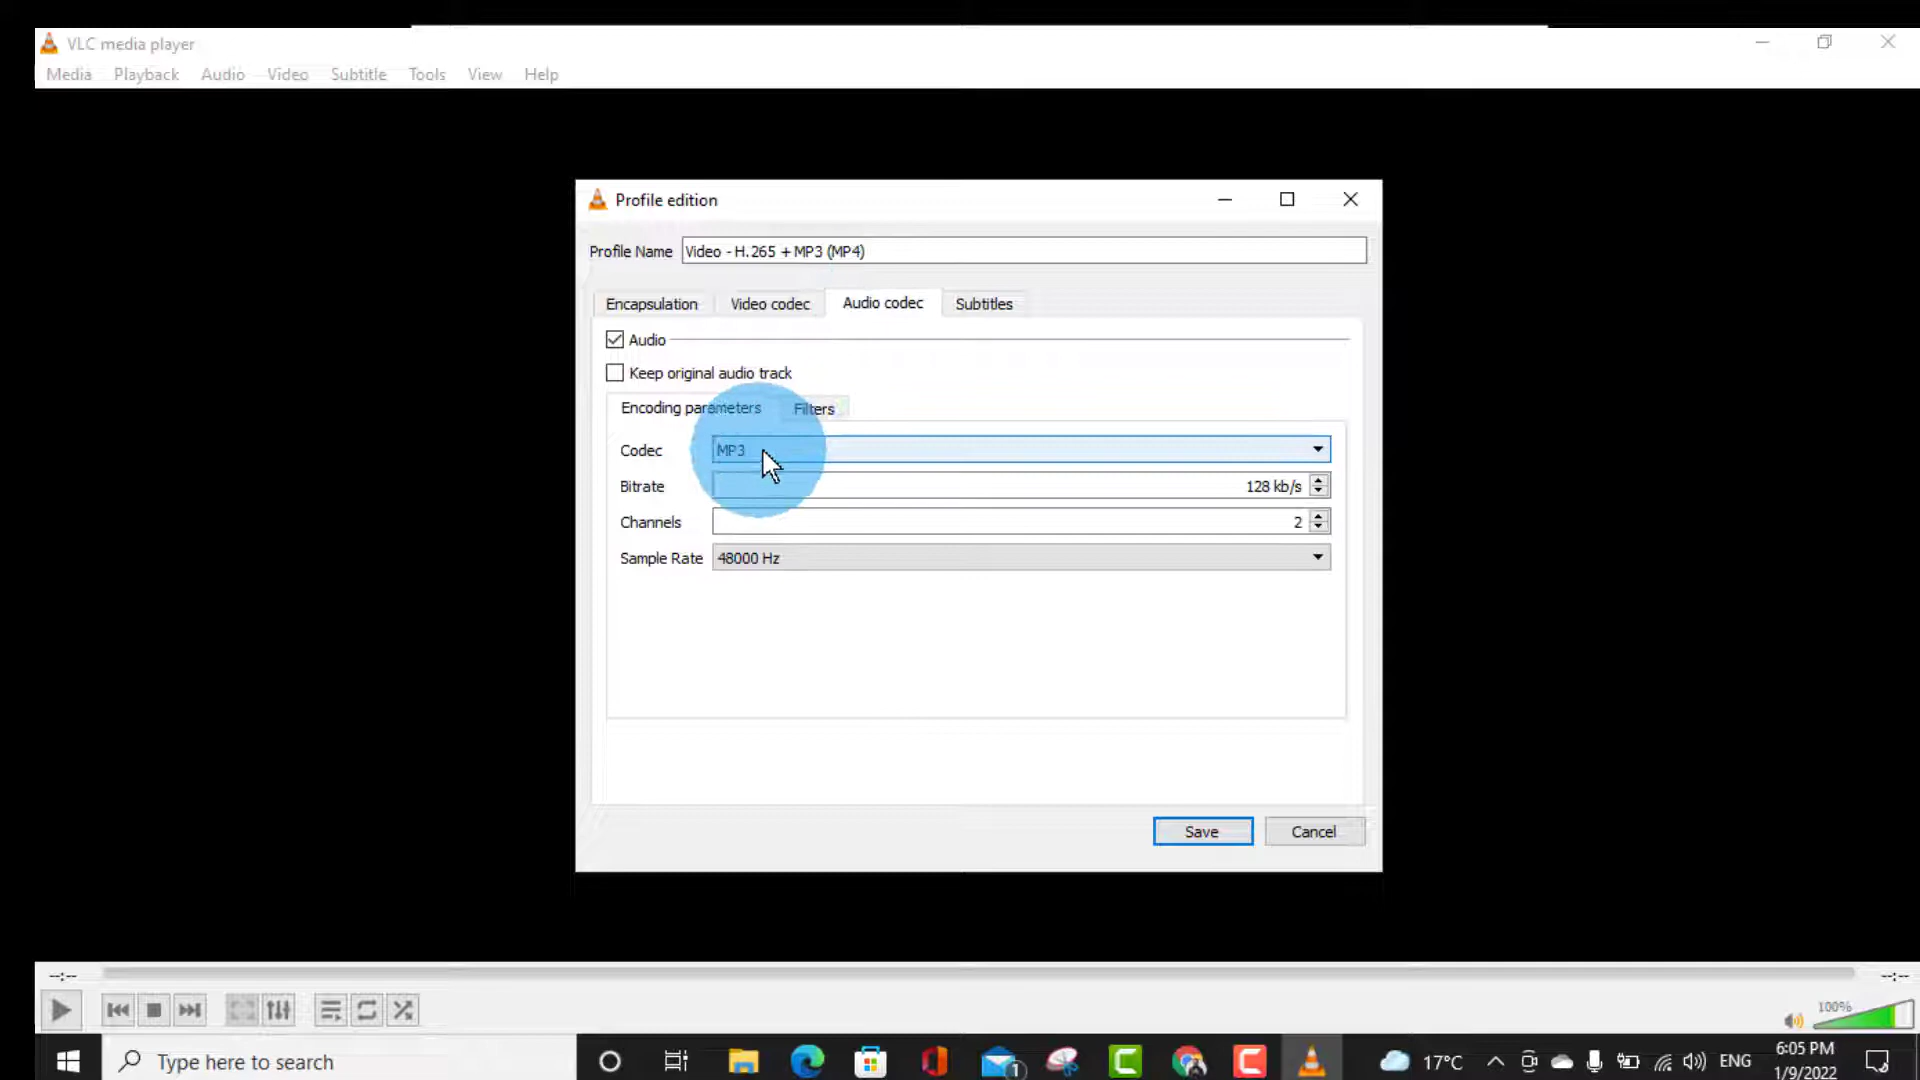 VLC media player
Media Playback Audio Video Subtitle Tools View Help
Profile edition
Profile Name Video - H.265 + MP3 (MP4)
Encapsulation Video codec Audio codec Subtitles
Audio
Keep original audio track
Encoding parameters Filters
Codec MP3
Bitrate 128 kb/s
Channels 2
Sample Rate 48000 Hz
Save Cancel
--:-- --:--
100%
Type here to search 1 17°C ENG 6:05 PM
1/9/2022